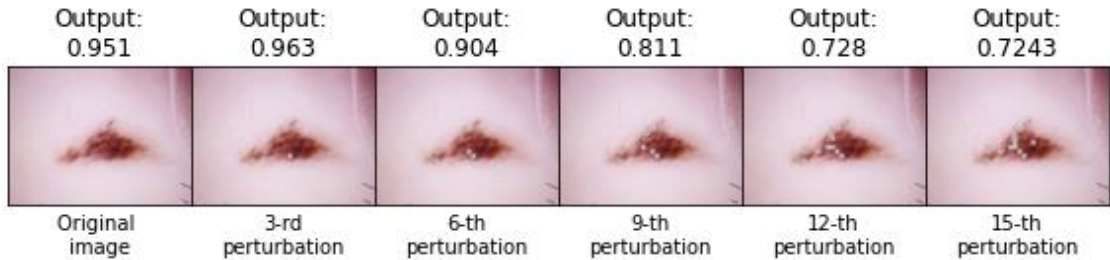 Output: Output: Output: Output: Output: Output:
0.951 0.963 0.904 0.811 0.728 0.7243
Original 3-rd 6-th 9-th 12-th 15-th
image perturbation perturbation perturbation perturbation perturbation